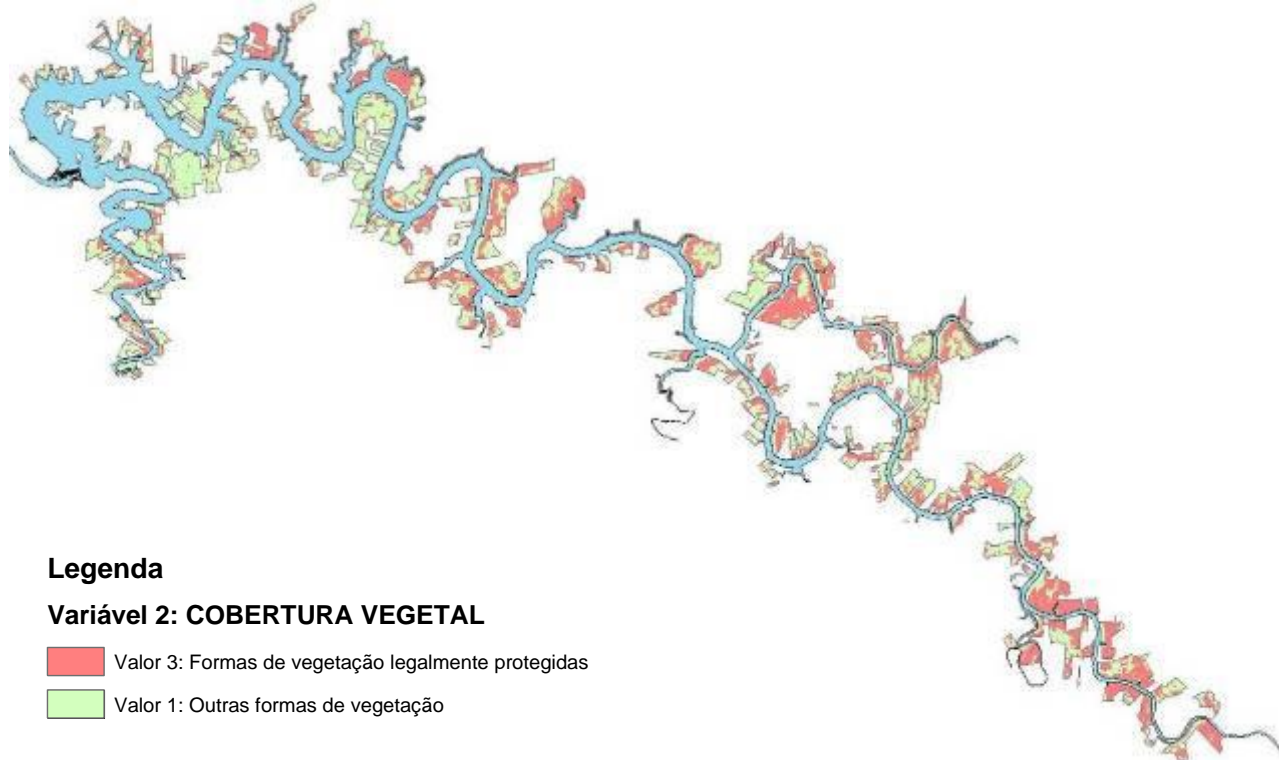 Legenda
Variável 2: COBERTURA VEGETAL
Valor 3: Formas de vegetação legalmente protegidas
Valor 1: Outras formas de vegetação